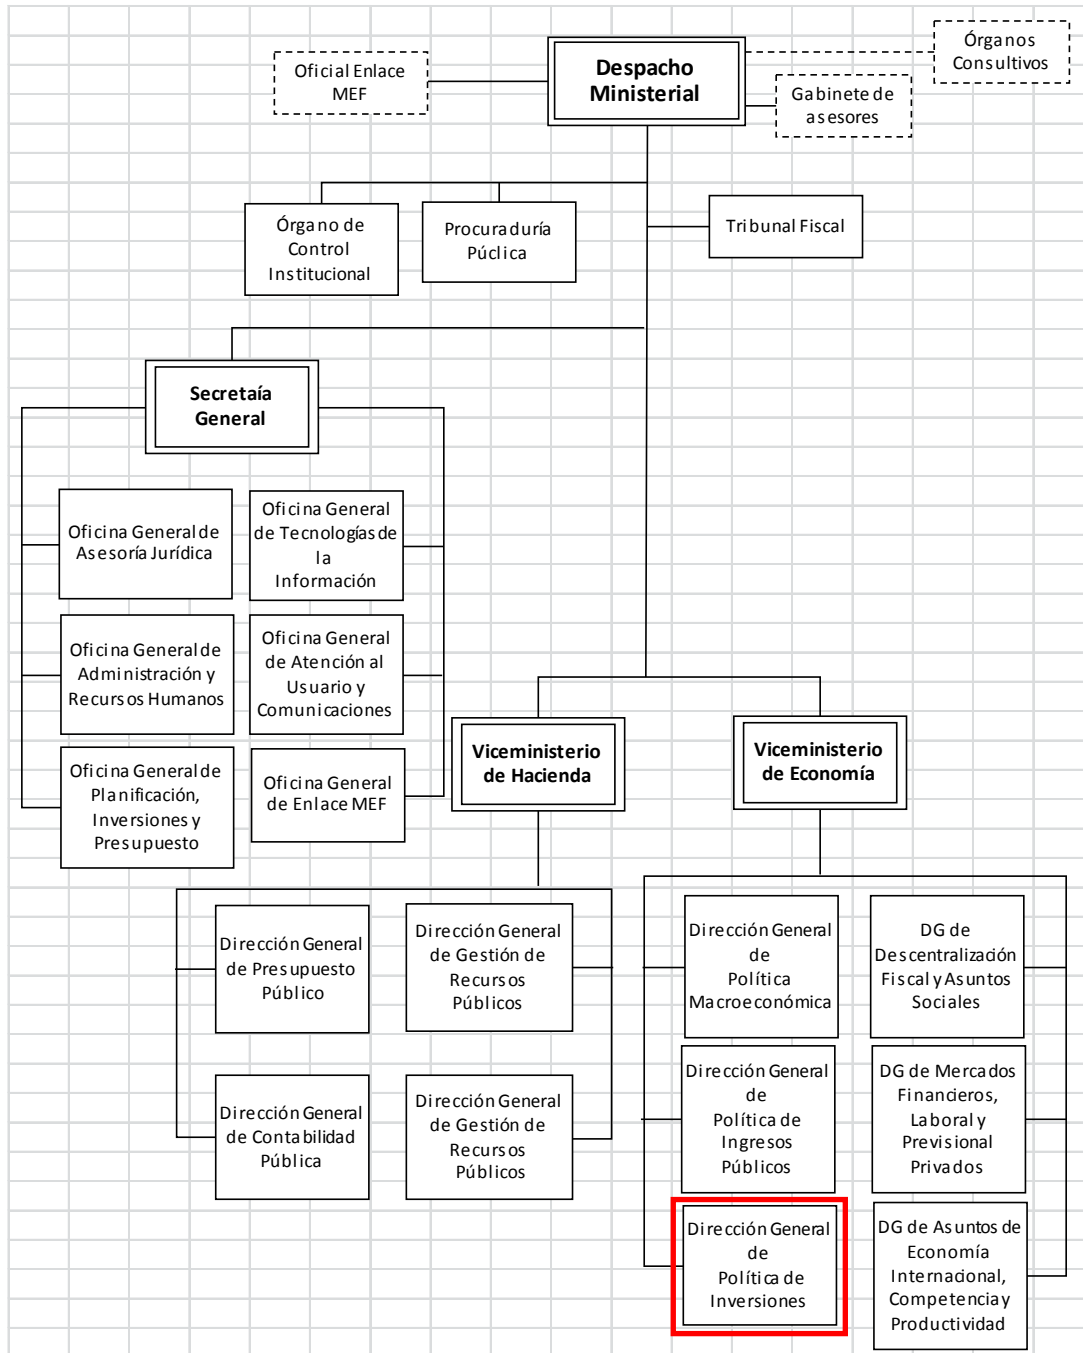 Órganos
Consultivos
Oficial Enlace
MEF
Despacho
Ministerial
Gabinete de
asesores
Órgano de
Control
Institucional
Procuraduría
Púclica
Tribunal Fiscal
Secretaía
General
Oficina General de
Asesoría Jurídica
Oficina General
de Tecnologías de
la
Información
Oficina General de
Administración y
Recursos Humanos
Oficina General
de Atención al
Usuario y
Comunicaciones
Oficina General de
Planificación,
Inversiones y
Presupuesto
Oficina General
de Enlace MEF
Viceministerio
de Hacienda
Viceministerio
de Economía
Dirección General
de Presupuesto
Público
Dirección General
de Gestión de
Recursos
Públicos
Dirección General
de
Política
Macroeconómica
DG de
Descentralización
Fiscal y Asuntos
Sociales
Dirección General
de Contabilidad
Pública
Dirección General
de Gestión de
Recursos
Públicos
Dirección General
de
Política de
Ingresos
Públicos
DG de Mercados
Financieros,
Laboral y
Previsional
Privados
Dirección General
de
Política de
Inversiones
DG de Asuntos de
Economía
Internacional,
Competencia y
Productividad